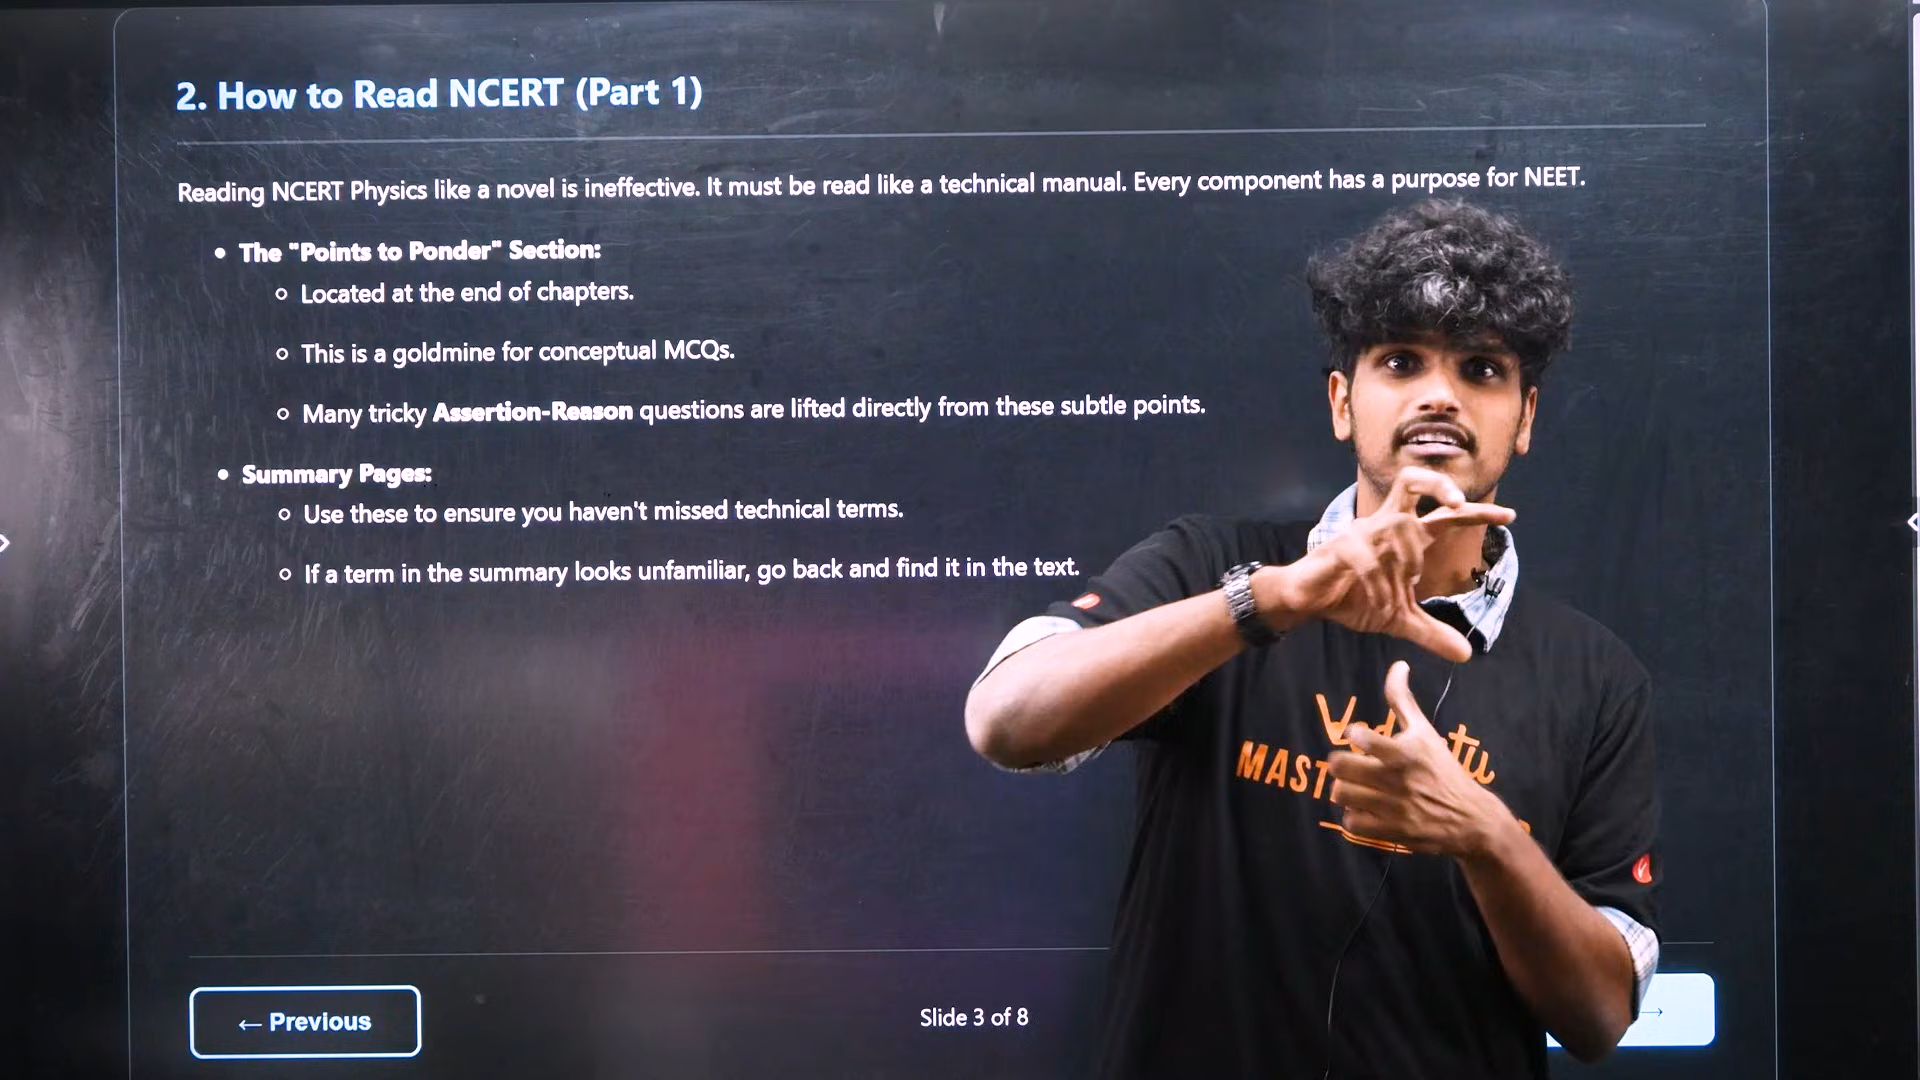 2. How to Read NCERT (Part 1)
Reading NCERT Physics like a novel is ineffective. It must be read like a technical manual. Every component has a purpose for NEET.
• The "Points to Ponder" Section:
○ Located at the end of chapters.
○ This is a goldmine for conceptual MCQs.
○ Many tricky Assertion-Reason questions are lifted directly from these subtle points.
• Summary Pages:
○ Use these to ensure you haven't missed technical terms.
○ If a term in the summary looks unfamiliar, go back and find it in the text.
← Previous
Slide 3 of 8
→